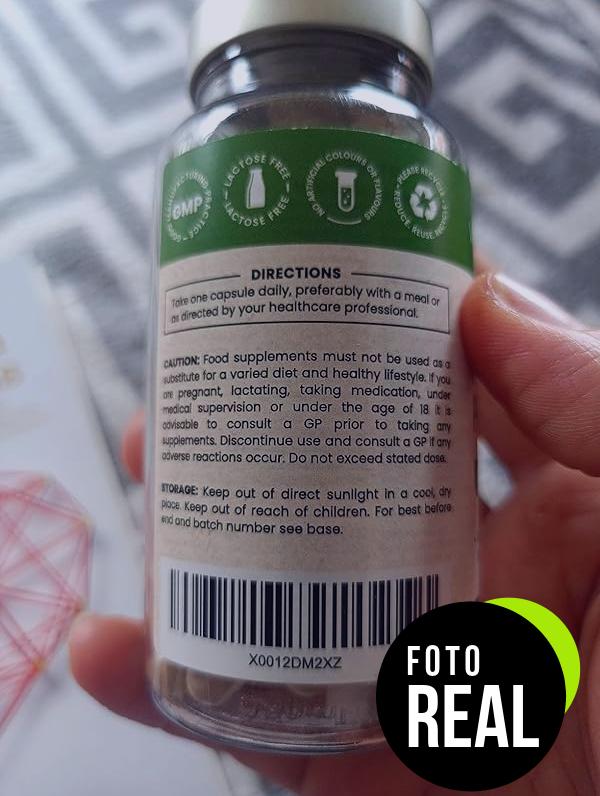 GOOD MANUFACTURING PRACTICES
GMP
LACTOSE FREE
LACTOSE FREE
NO ARTIFICIAL COLOURS OR FLAVOURS
PLEASE RECYCLE
REDUCE, REUSE, RECYCLE
DIRECTIONS
Take one capsule daily, preferably with a meal or
as directed by your healthcare professional.
CAUTION: Food supplements must not be used as a
substitute for a varied diet and healthy lifestyle. If you
are pregnant, lactating, taking medication, under
medical supervision or under the age of 18 it is
advisable to consult a GP prior to taking any
supplements. Discontinue use and consult a GP if any
adverse reactions occur. Do not exceed stated dose.
STORAGE: Keep out of direct sunlight in a cool, dry
place. Keep out of reach of children. For best before
end and batch number see base.
X0012DM2XZ
FOTO
REAL